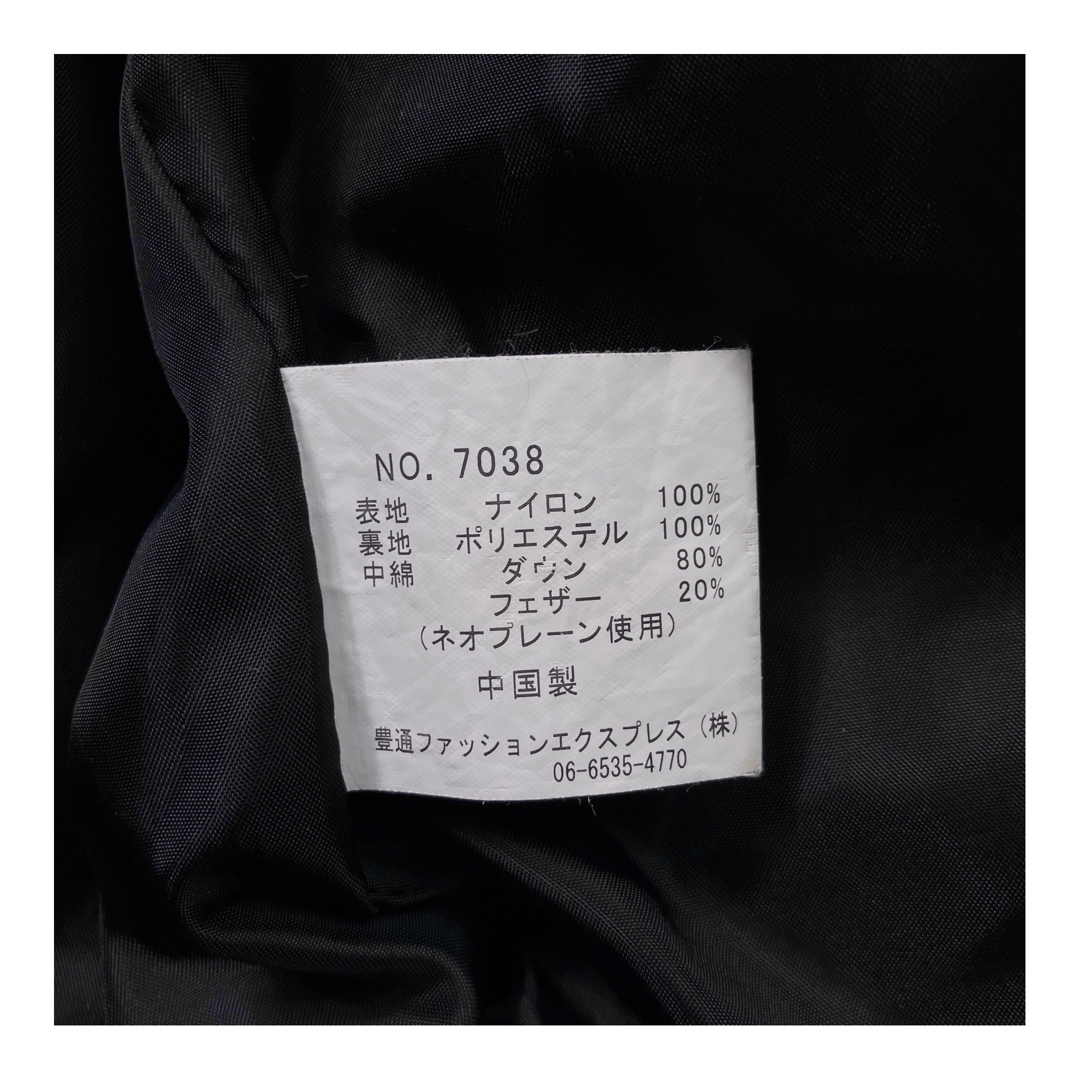 NO. 7038
表地 ナイロン 100%
裏地 ポリエステル 100%
中綿 ダウン 80%
フェザー 20%
(ネオプレーン使用)
中国製
豊通ファッションエクスプレス(株)
06-6535-4770